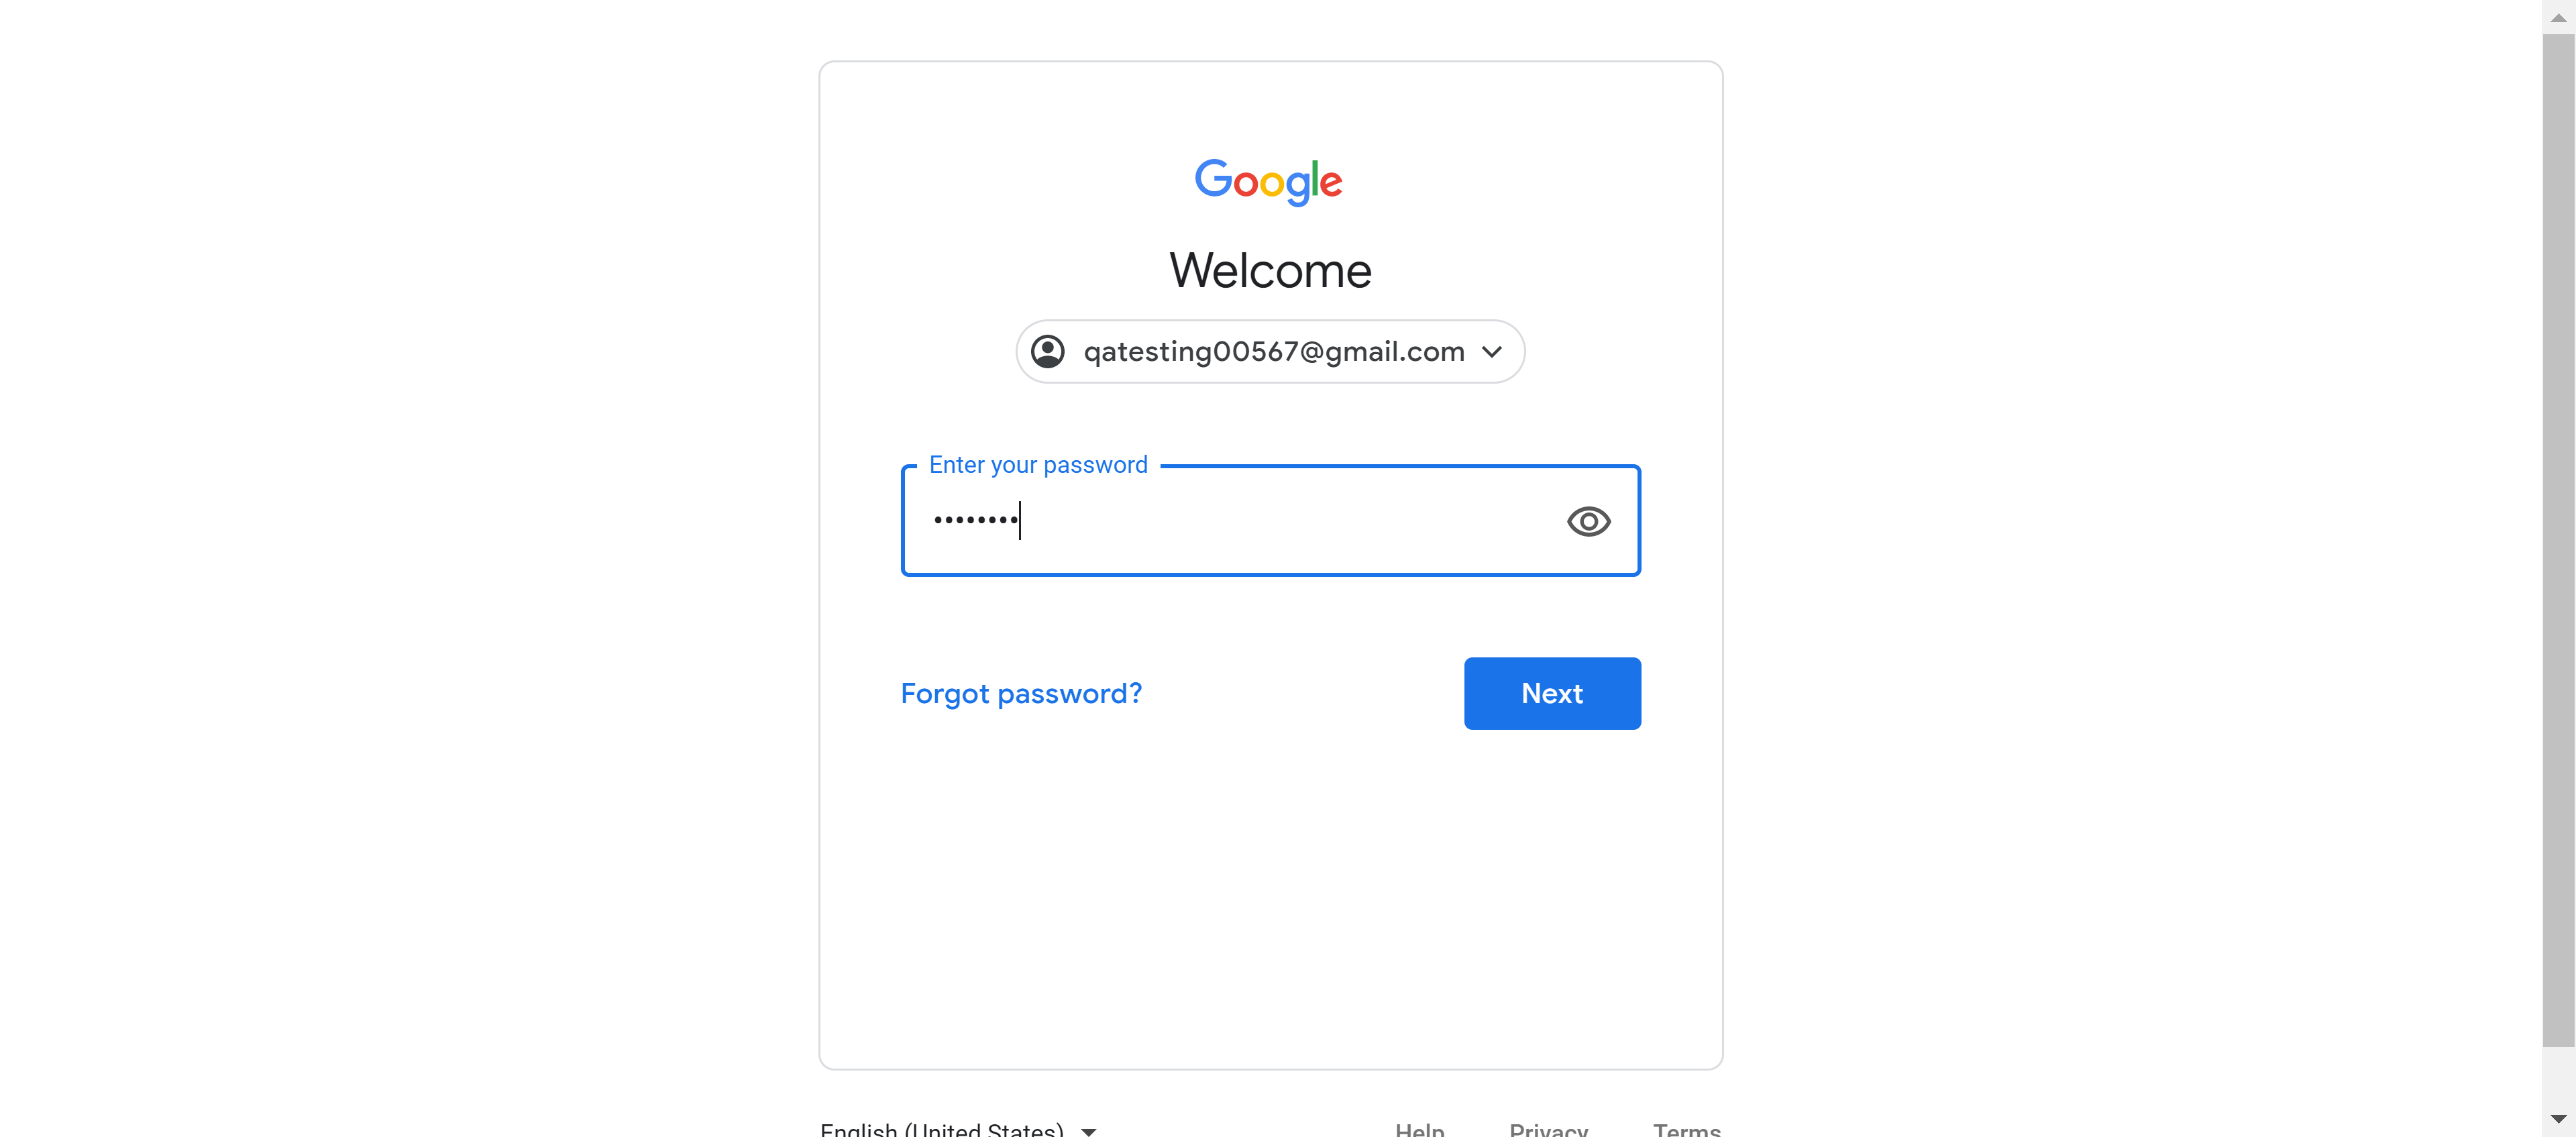 Google
Welcome
qatesting00567@gmail.com
Enter your password
••••••••
Forgot password?
Next
English (United States)
Help
Privacy
Terms